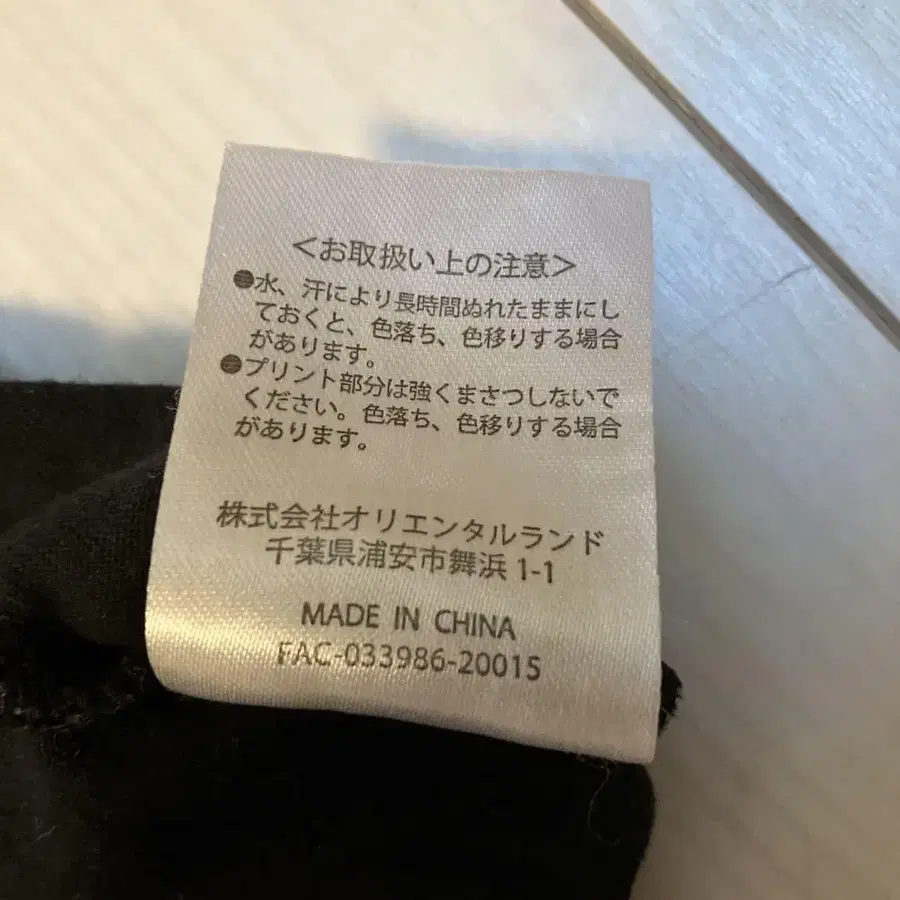 ＜お取扱い上の注意＞
●水、汗により長時間ぬれたままにし
ておくと、色落ち、色移りする場合
があります。
●プリント部分は強くまさつしないで
ください。色落ち、色移りする場合
があります。
株式会社オリエンタルランド
千葉県浦安市舞浜 1-1
MADE IN CHINA
FAC-033986-20015